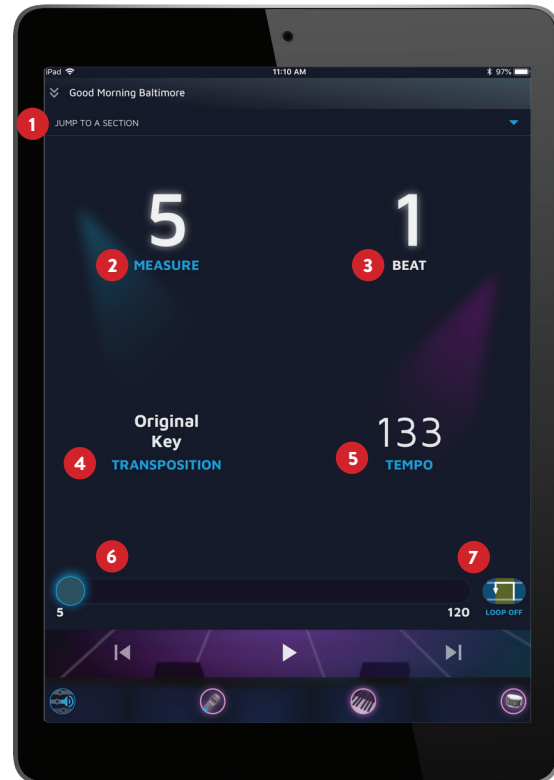 iPad 11:10 AM 97%
Good Morning Baltimore
1 JUMP TO A SECTION
5 1
2 MEASURE 3 BEAT
Original
Key 133
4 TRANSPOSITION 5 TEMPO
6 7
5 120 LOOP OFF